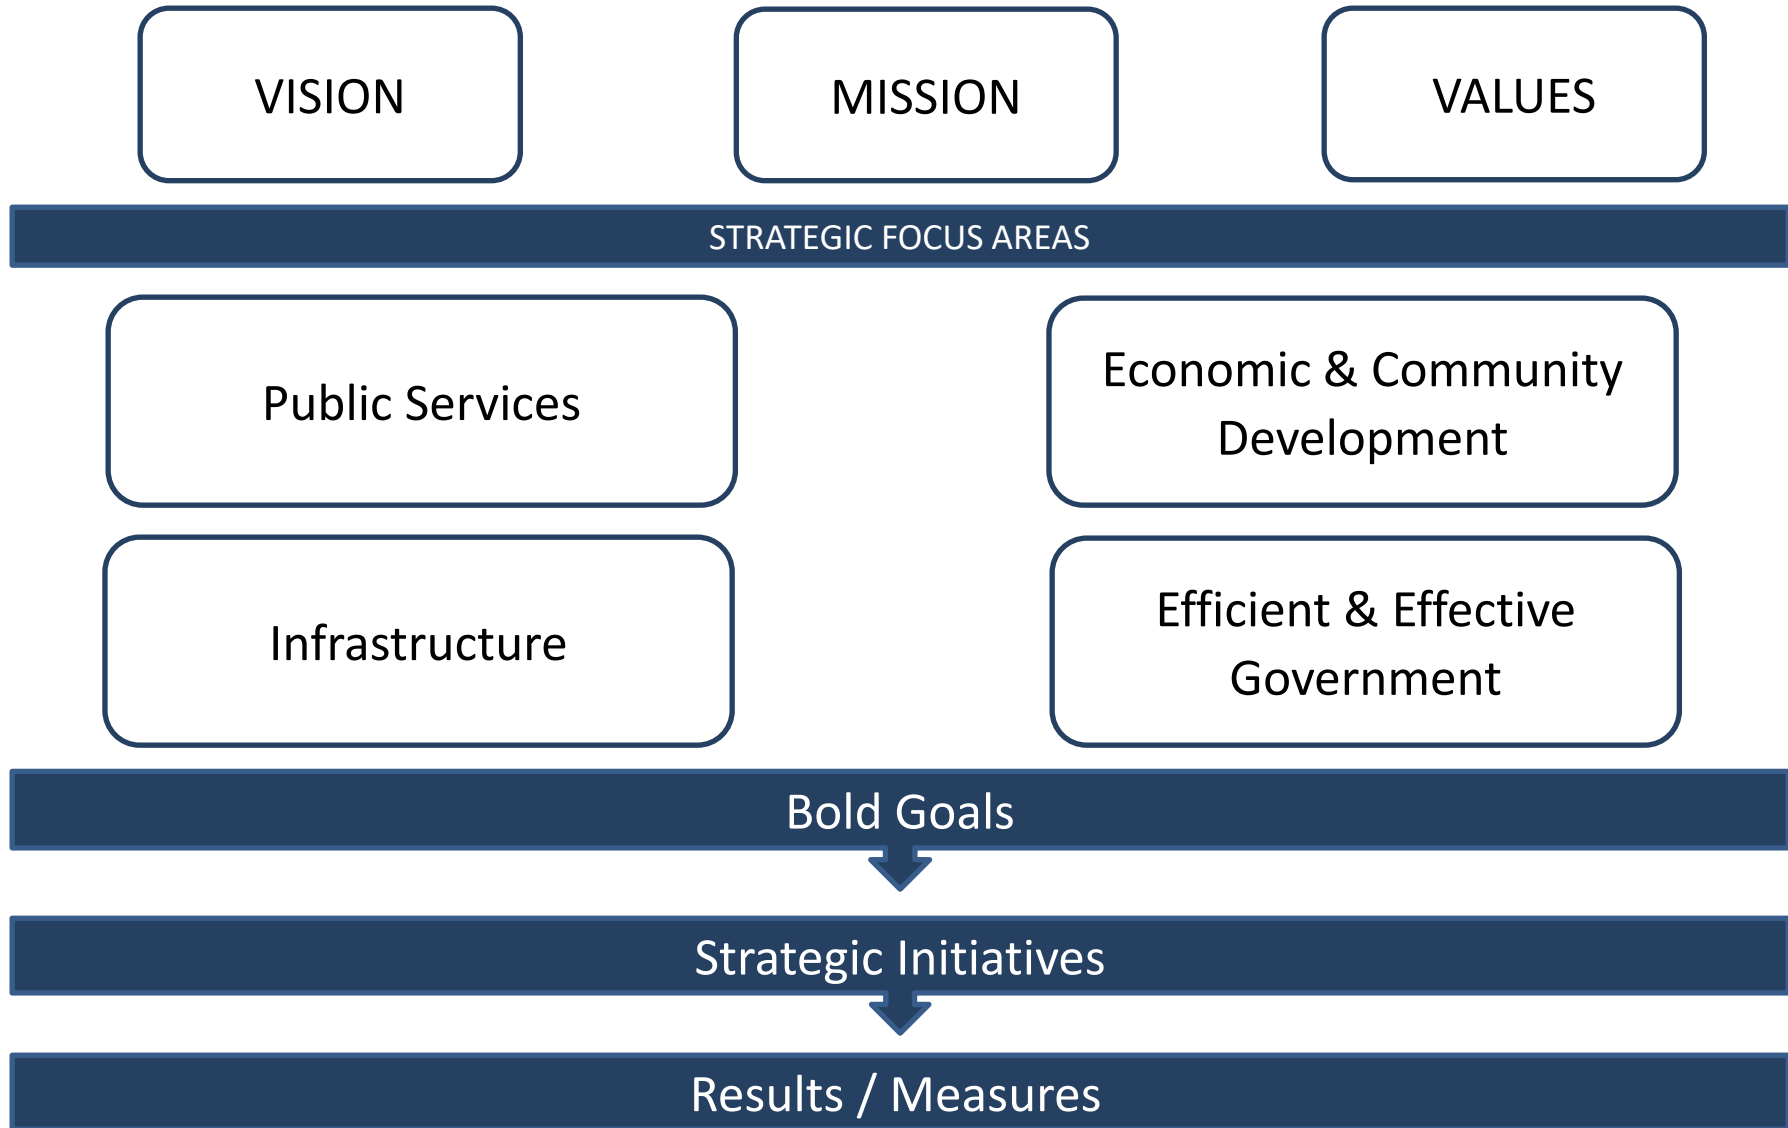 VISION
MISSION
VALUES
STRATEGIC FOCUS AREAS
Public Services
Economic & Community
Development
Infrastructure
Efficient & Effective
Government
Bold Goals
Strategic Initiatives
Results / Measures